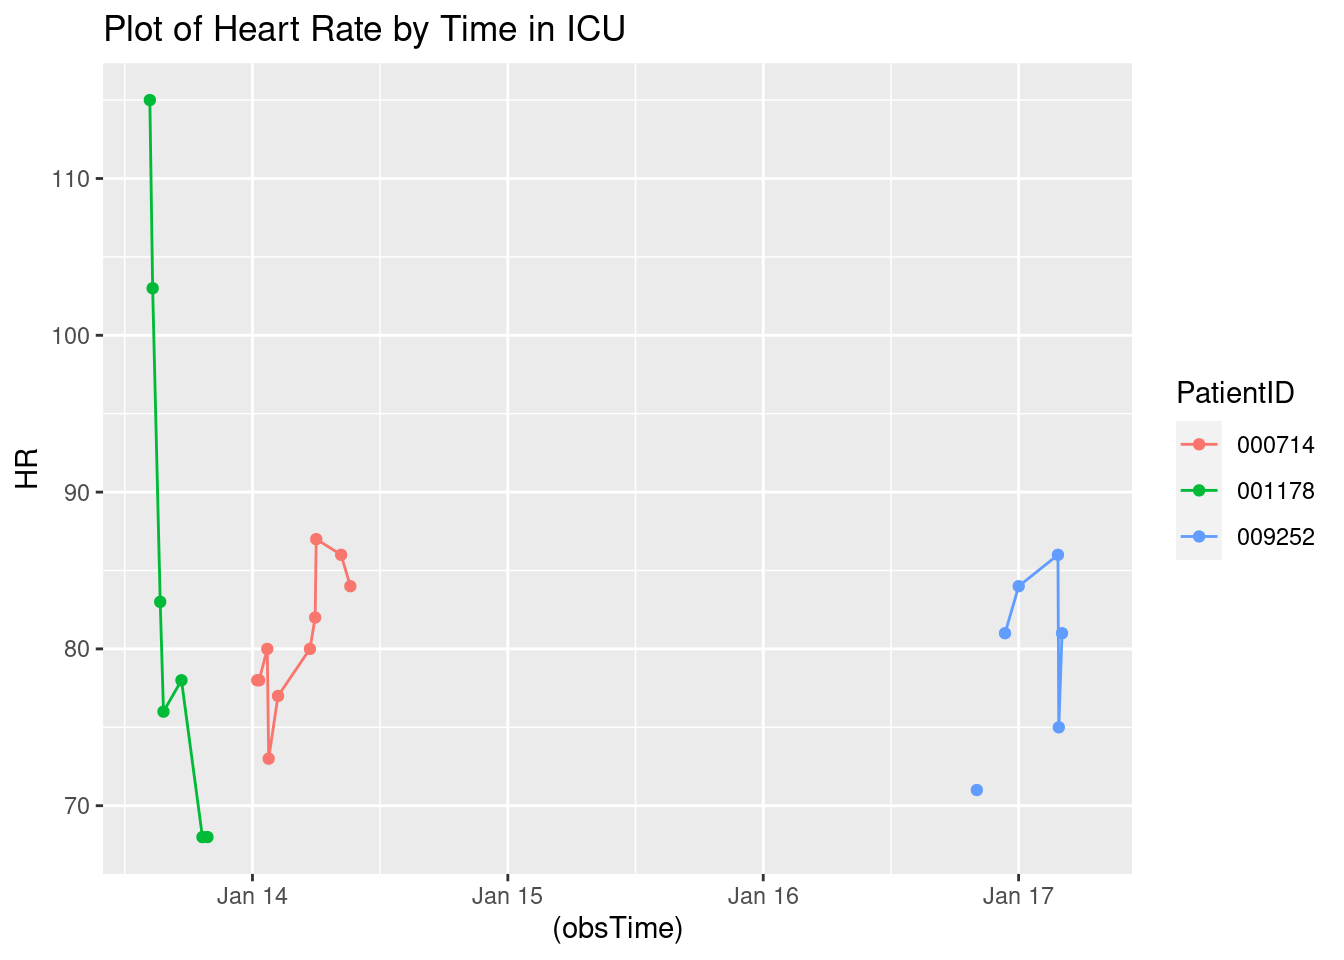 Plot of Heart Rate by Time in ICU
110
100
90
80
70
HR
Jan 14
Jan 15
Jan 16
Jan 17
(obsTime)
PatientID
000714
001178
009252